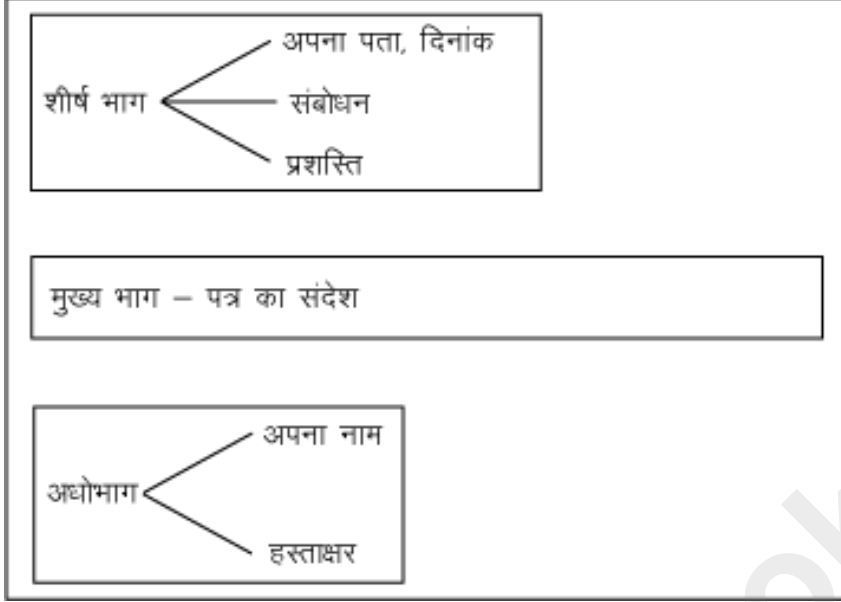 अपना पता, दिनांक
शीर्ष भाग
संबोधन
प्रशस्ति
मुख्य भाग – पत्र का संदेश
अपना नाम
अधोभाग
हस्ताक्षर